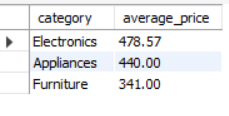 category average_price
Electronics 478.57
Appliances 440.00
Furniture 341.00